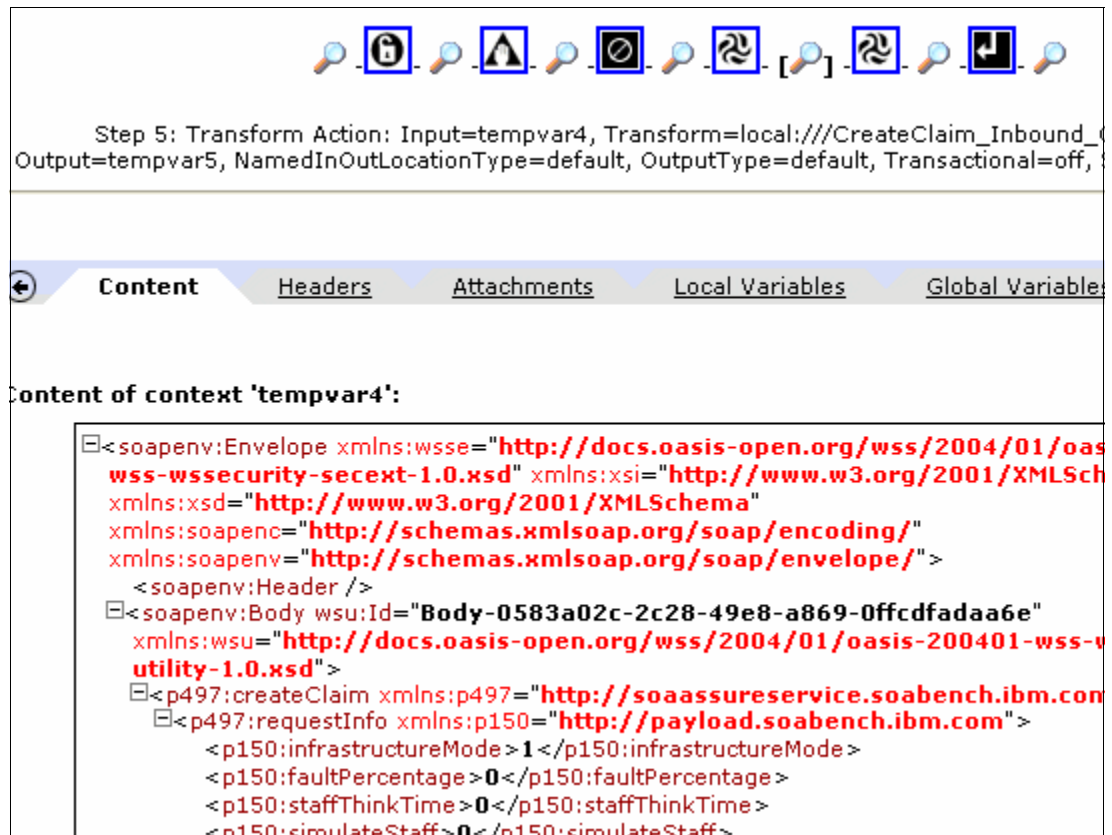 [ ]
Step 5: Transform Action: Input=tempvar4, Transform=local:///CreateClaim_Inbound_
Output=tempvar5, NamedInOutLocationType=default, OutputType=default, Transactional=off,
Content Headers Attachments Local Variables Global Variables
Content of context 'tempvar4':
<soapenv:Envelope xmlns:wsse="http://docs.oasis-open.org/wss/2004/01/oas
wss-wssecurity-secext-1.0.xsd" xmlns:xsi="http://www.w3.org/2001/XMLSch
xmlns:xsd="http://www.w3.org/2001/XMLSchema"
xmlns:soapenc="http://schemas.xmlsoap.org/soap/encoding/"
xmlns:soapenv="http://schemas.xmlsoap.org/soap/envelope/">
<soapenv:Header />
<soapenv:Body wsu:Id="Body-0583a02c-2c28-49e8-a869-0ffcdfadaa6e"
xmlns:wsu="http://docs.oasis-open.org/wss/2004/01/oasis-200401-wss-w
utility-1.0.xsd">
<p497:createClaim xmlns:p497="http://soaassureservice.soabench.ibm.com
<p497:requestInfo xmlns:p150="http://payload.soabench.ibm.com">
<p150:infrastructureMode>1</p150:infrastructureMode>
<p150:faultPercentage>0</p150:faultPercentage>
<p150:staffThinkTime>0</p150:staffThinkTime>
<p150:simulateStaff>0</p150:simulateStaff>